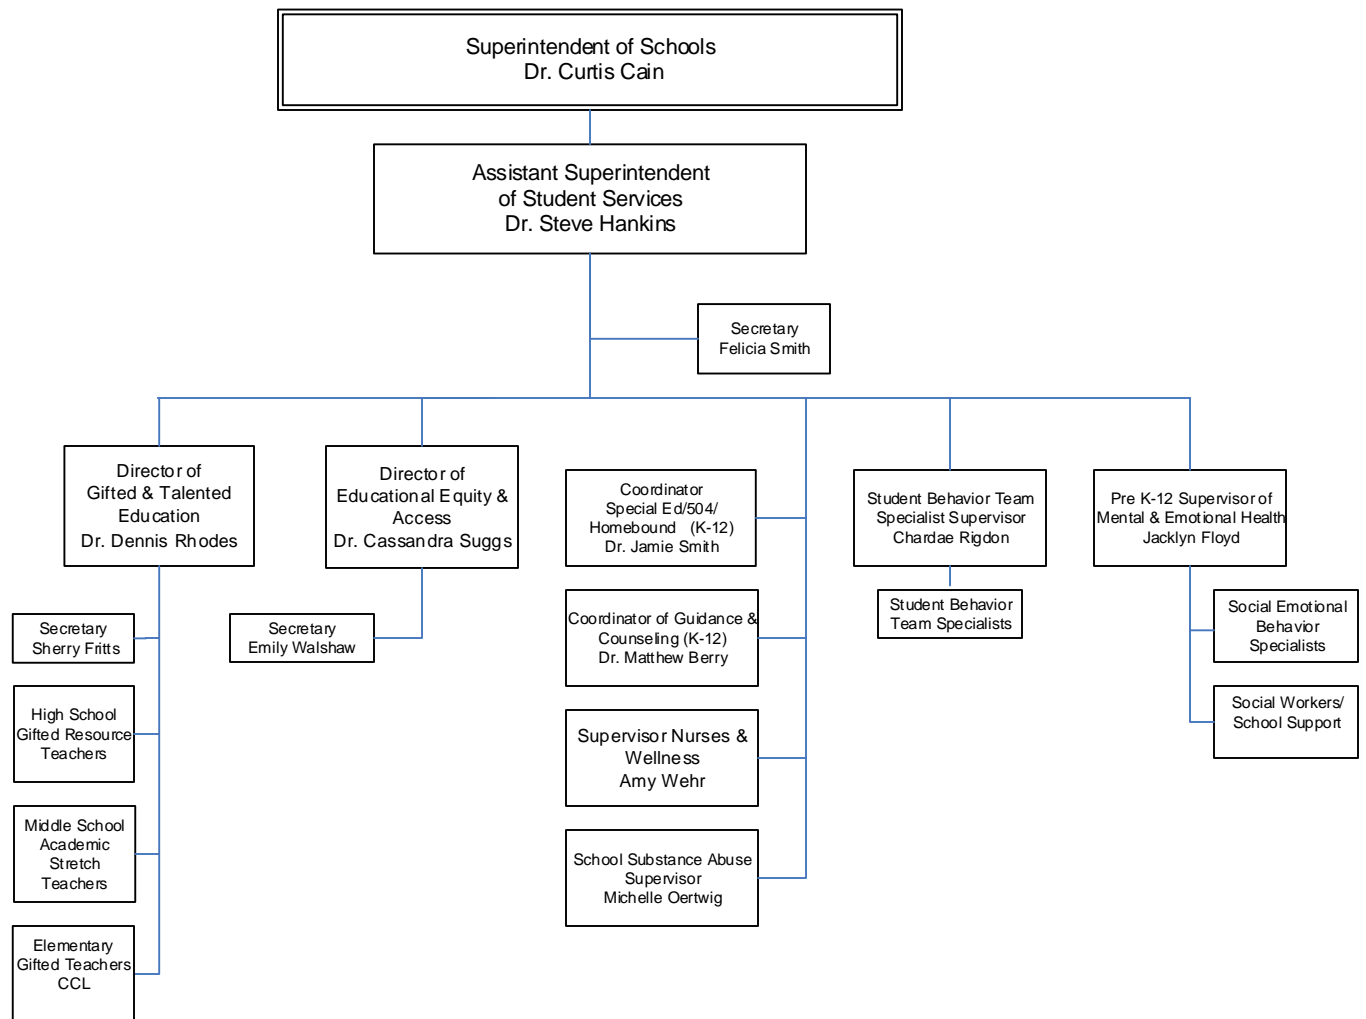 Superintendent of Schools
Dr. Curtis Cain
Assistant Superintendent
of Student Services
Dr. Steve Hankins
Secretary
Felicia Smith
Director of
Gifted & Talented
Education
Dr. Dennis Rhodes
Secretary
Sherry Fritts
High School
Gifted Resource
Teachers
Middle School
Academic
Stretch
Teachers
Elementary
Gifted Teachers
CCL
Director of
Educational Equity &
Access
Dr. Cassandra Suggs
Secretary
Emily Walshaw
Coordinator
Special Ed/504/
Homebound (K-12)
Dr. Jamie Smith
Coordinator of Guidance &
Counseling (K-12)
Dr. Matthew Berry
Supervisor Nurses &
Wellness
Amy Wehr
School Substance Abuse
Supervisor
Michelle Oertwig
Student Behavior Team
Specialist Supervisor
Chardae Rigdon
Student Behavior
Team Specialists
Pre K-12 Supervisor of
Mental & Emotional Health
Jacklyn Floyd
Social Emotional
Behavior
Specialists
Social Workers/
School Support